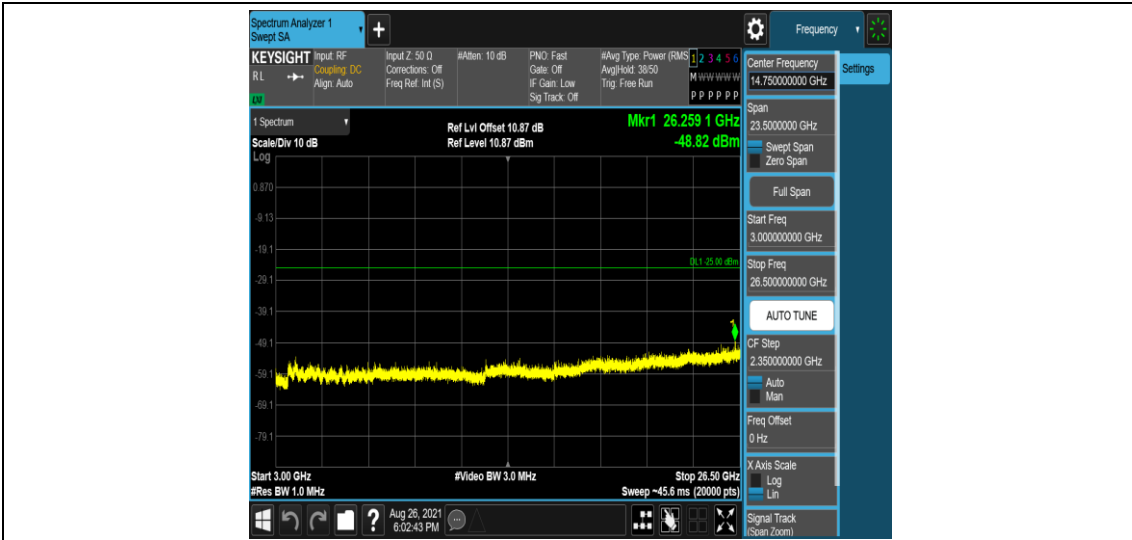 Spectrum Analyzer 1
Swept SA
+
Frequency
KEYSIGHT
RL
LXI
Input: RF
Coupling: DC
Align: Auto
Input Z: 50 Ω
Corrections: Off
Freq Ref: Int (S)
#Atten: 10 dB
PNO: Fast
Gate: Off
IF Gain: Low
Sig Track: Off
#Avg Type: Power (RMS
Avg|Hold: 38/50
Trig: Free Run
1 2 3 4 5 6
M W W W W W
P P P P P P
1 Spectrum
Scale/Div 10 dB
Log
Ref Lvl Offset 10.87 dB
Ref Level 10.87 dBm
Mkr1 26.259 1 GHz
-48.82 dBm
0.870
-9.13
-19.1
DL1 -25.00 dBm
-29.1
-39.1
-49.1
-59.1
-69.1
-79.1
Start 3.00 GHz
#Res BW 1.0 MHz
#Video BW 3.0 MHz
Stop 26.50 GHz
Sweep ~45.6 ms (20000 pts)
Aug 26, 2021
6:02:43 PM
Center Frequency
14.750000000 GHz
Settings
Span
23.5000000 GHz
Swept Span
Zero Span
Full Span
Start Freq
3.000000000 GHz
Stop Freq
26.500000000 GHz
AUTO TUNE
CF Step
2.350000000 GHz
Auto
Man
Freq Offset
0 Hz
X Axis Scale
Log
Lin
Signal Track
(Span Zoom)